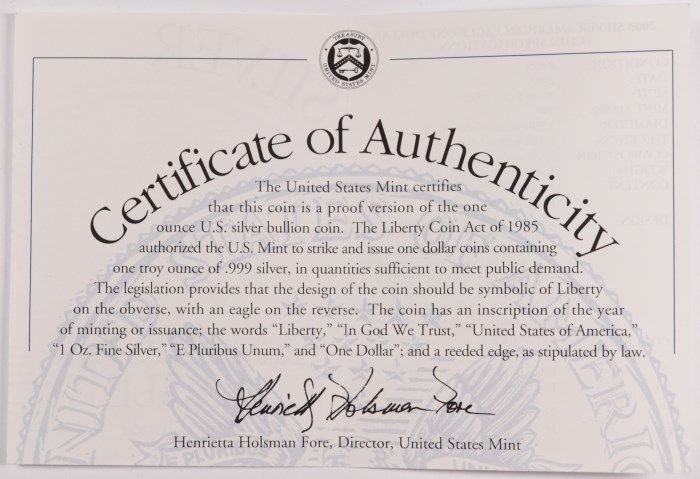 TREASURY
UNITED STATES MINT
Certificate of Authenticity
The United States Mint certifies
that this coin is a proof version of the one
ounce U.S. silver bullion coin. The Liberty Coin Act of 1985
authorized the U.S. Mint to strike and issue one dollar coins containing
one troy ounce of .999 silver, in quantities sufficient to meet public demand.
The legislation provides that the design of the coin should be symbolic of Liberty
on the obverse, with an eagle on the reverse. The coin has an inscription of the year
of minting or issuance; the words “Liberty,” “In God We Trust,” “United States of America,”
“1 Oz. Fine Silver,” “E Pluribus Unum,” and “One Dollar”; and a reeded edge, as stipulated by law.
Henrietta Holsman Fore
Henrietta Holsman Fore, Director, United States Mint